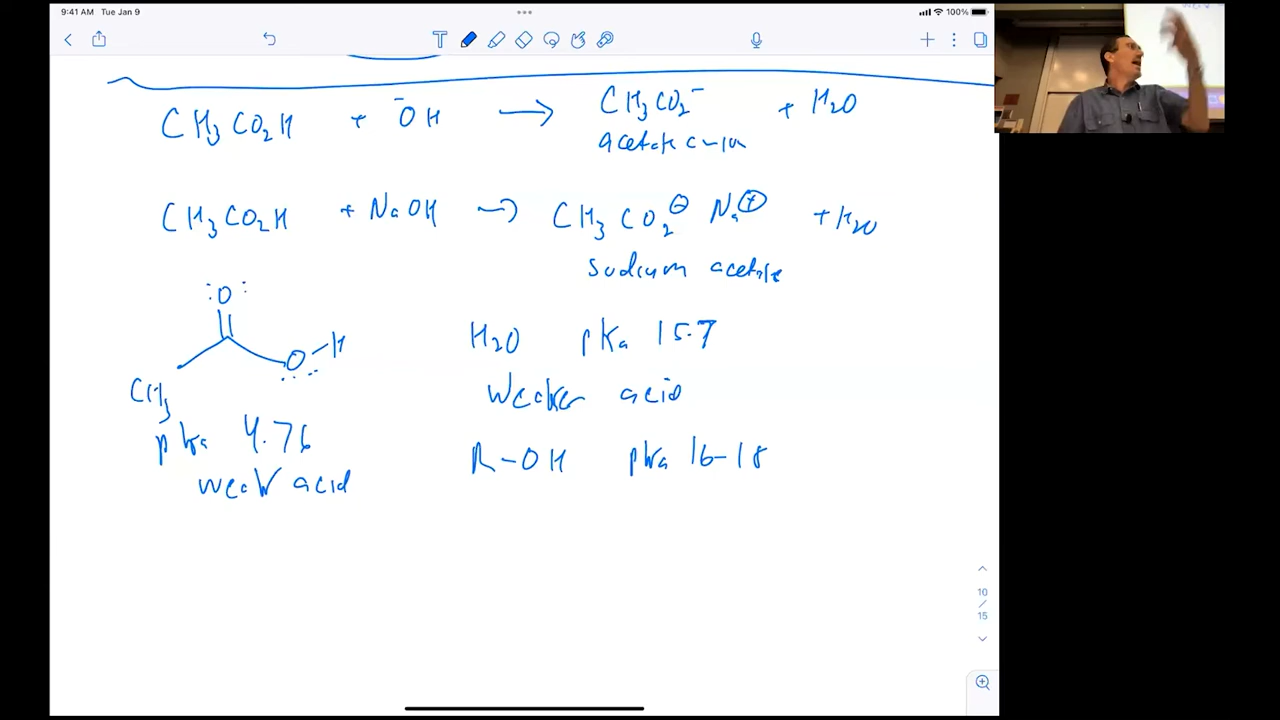 9:41 AM Tue Jan 9
100%
CH₃CO₂H + ⁻OH → CH₃CO₂⁻ + H₂O
acetate anion
CH₃CO₂H + NaOH → CH₃CO₂⊖ Na⊕ + H₂O
sodium acetate
:O:
O-H
CH₃
H₂O pKa 15.7
weaker acid
pka 4.76
R-OH pKa 16-18
weak acid
10
/
15